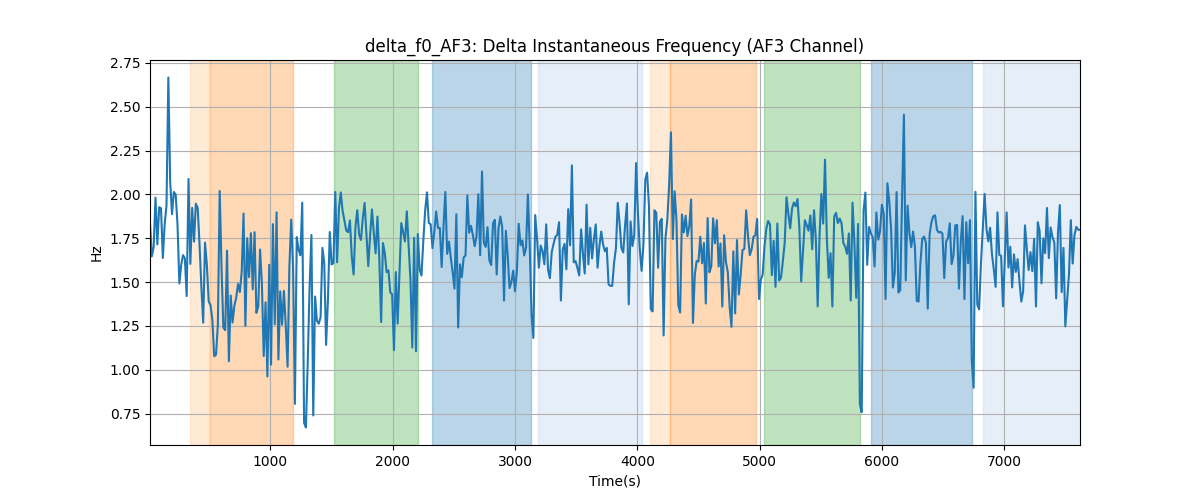 delta_f0_AF3: Delta Instantaneous Frequency (AF3 Channel)
2.75
2.50
2.25
2.00
1.75
1.50
1.25
1.00
0.75
Hz
1000 2000 3000 4000 5000 6000 7000
Time(s)